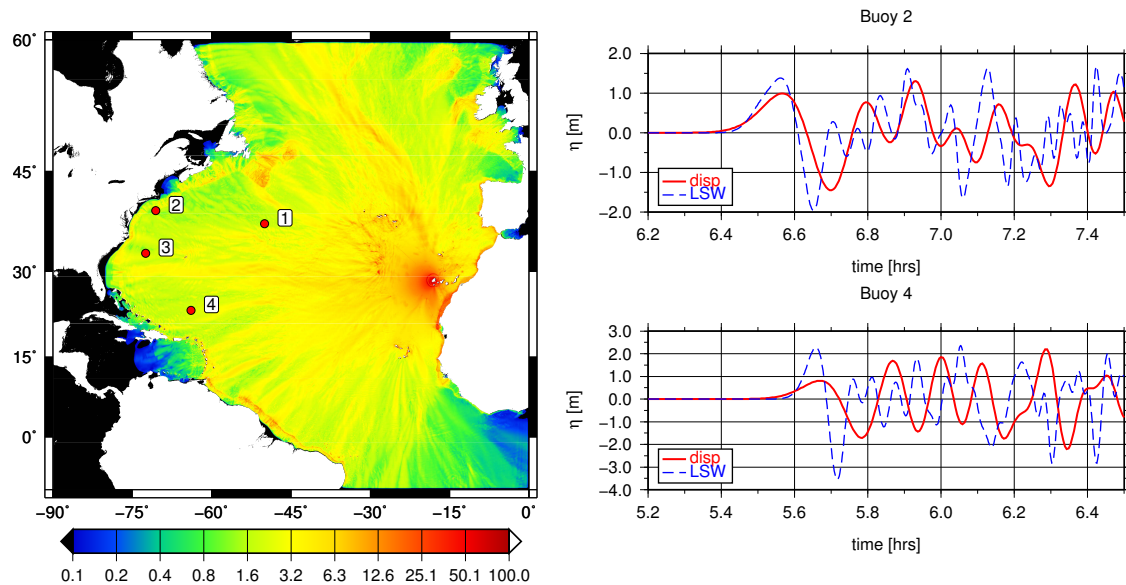 60˚
45˚
30˚
15˚
0˚
−90˚ −75˚ −60˚ −45˚ −30˚ −15˚ 0˚
1
2
3
4
0.1 0.2 0.4 0.8 1.6 3.2 6.3 12.6 25.1 50.1 100.0
Buoy 2
2.0
1.0
0.0
−1.0
−2.0
η [m]
disp
LSW
6.2 6.4 6.6 6.8 7.0 7.2 7.4
time [hrs]
Buoy 4
3.0
2.0
1.0
0.0
−1.0
−2.0
−3.0
−4.0
η [m]
disp
LSW
5.2 5.4 5.6 5.8 6.0 6.2 6.4
time [hrs]